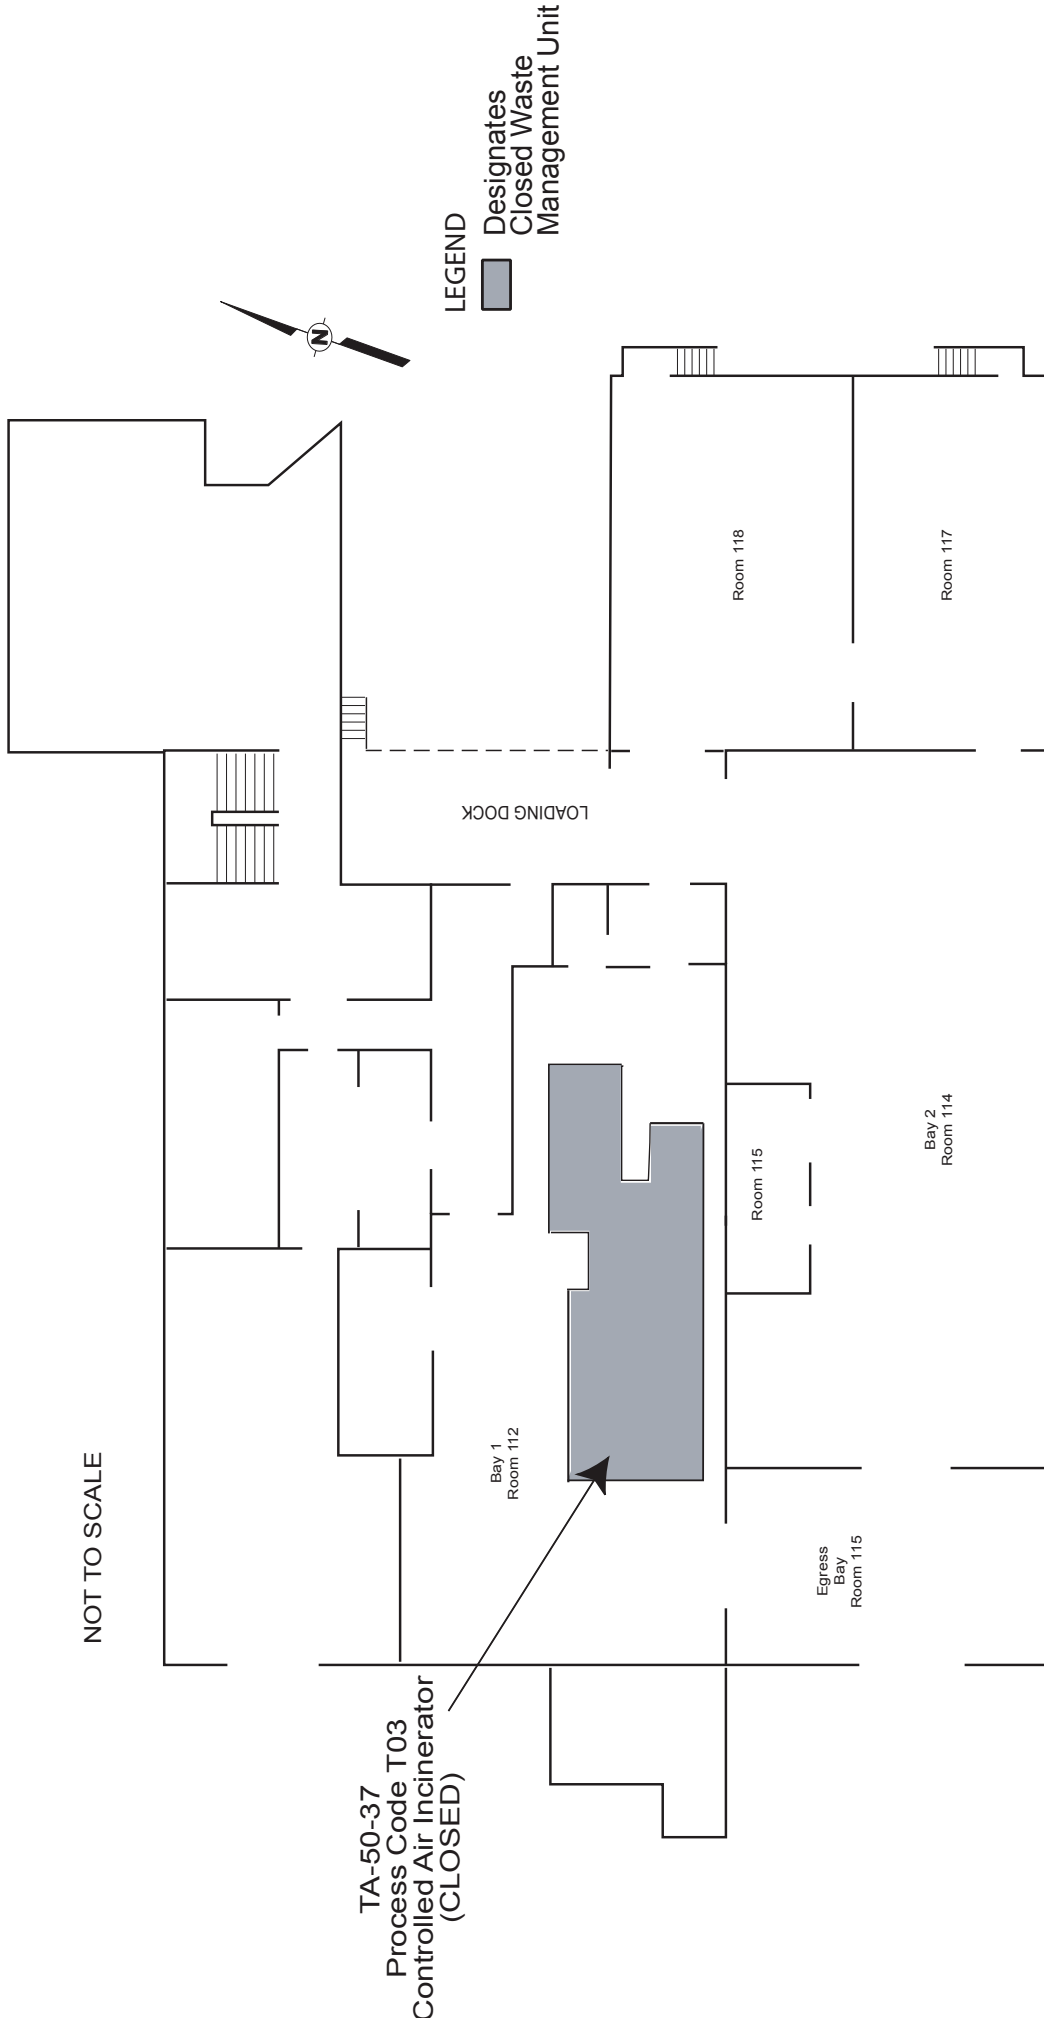 NOT TO SCALE
LEGEND
Designates
Closed Waste
Management Unit
N
TA-50-37
Process Code T03
Controlled Air Incinerator
(CLOSED)
Bay 1
Room 112
LOADING DOCK
Room 118
Room 117
Room 115
Bay 2
Room 114
Egress
Bay
Room 115